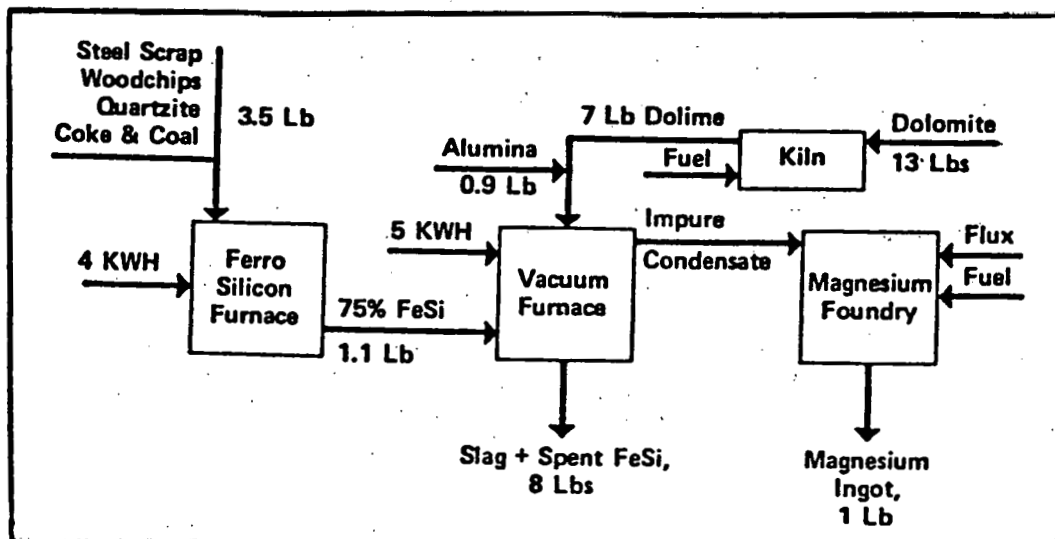 Steel Scrap
Woodchips
Quartzite
Coke & Coal
3.5 Lb
7 Lb Dolime
Dolomite
13 Lbs
Kiln
Fuel
Alumina
0.9 Lb
5 KWH
Impure
Condensate
Flux
Fuel
4 KWH
Ferro
Silicon
Furnace
75% FeSi
1.1 Lb
Vacuum
Furnace
Magnesium
Foundry
Slag + Spent FeSi,
8 Lbs
Magnesium
Ingot,
1 Lb